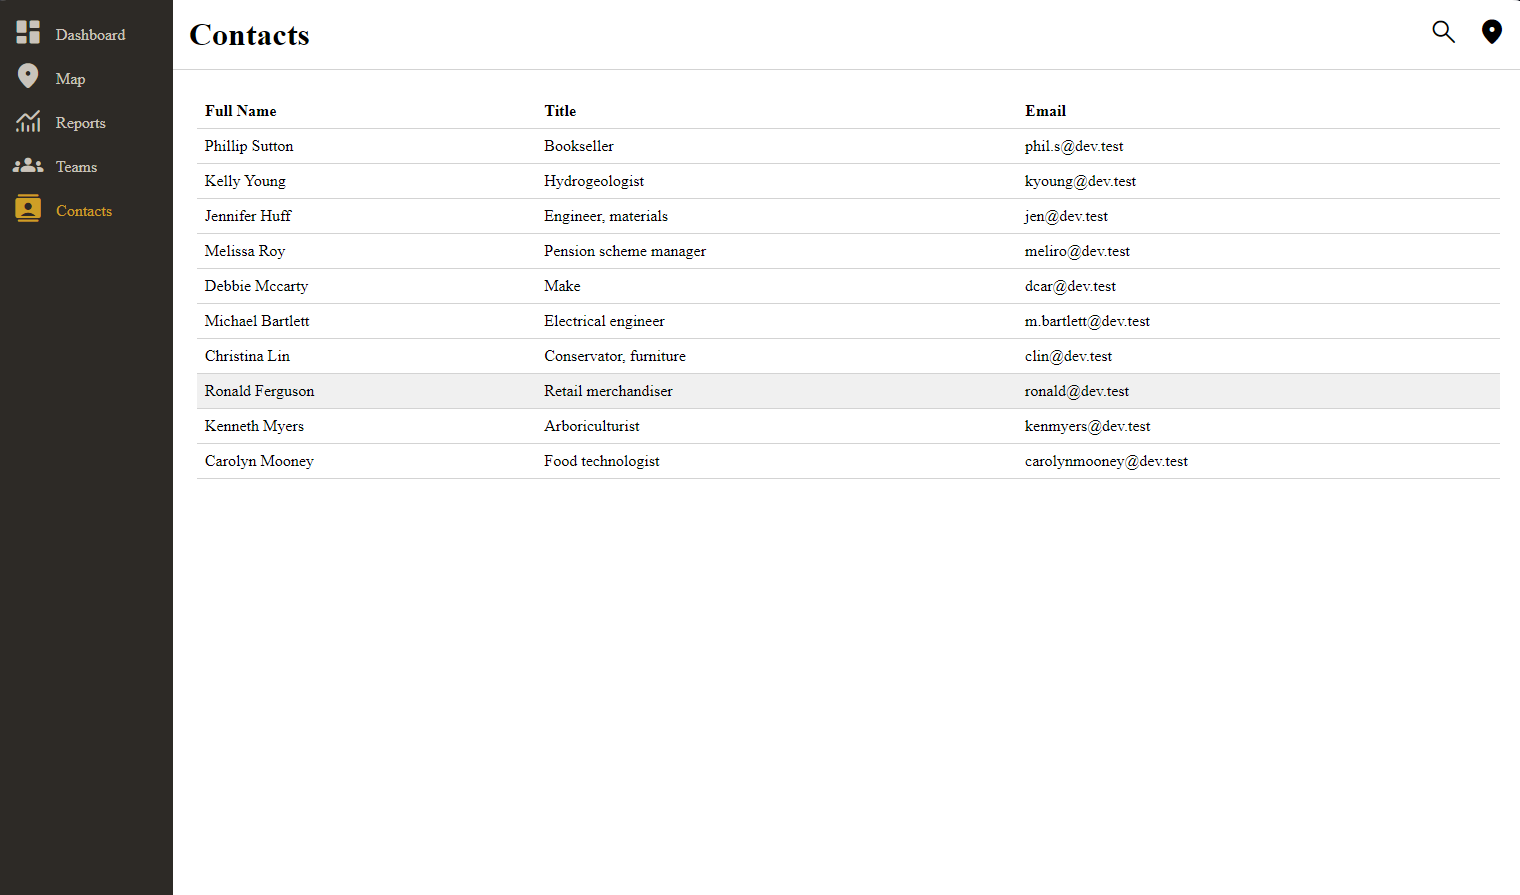 Dashboard
Map
Reports
Teams
Contacts
Contacts
Full Name Title Email
Phillip Sutton Bookseller phil.s@dev.test
Kelly Young Hydrogeologist kyoung@dev.test
Jennifer Huff Engineer, materials jen@dev.test
Melissa Roy Pension scheme manager meliro@dev.test
Debbie Mccarty Make dcar@dev.test
Michael Bartlett Electrical engineer m.bartlett@dev.test
Christina Lin Conservator, furniture clin@dev.test
Ronald Ferguson Retail merchandiser ronald@dev.test
Kenneth Myers Arboriculturist kenmyers@dev.test
Carolyn Mooney Food technologist carolynmooney@dev.test